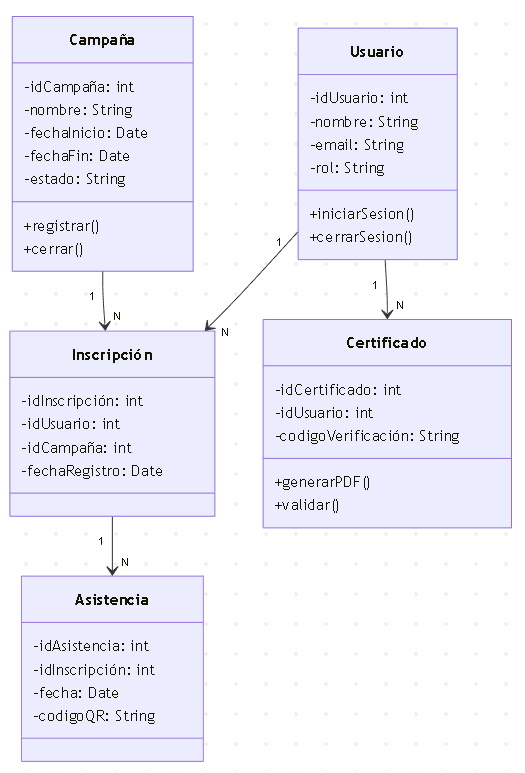 Campaña
-idCampaña: int
-nombre: String
-fechaInicio: Date
-fechaFin: Date
-estado: String
+registrar()
+cerrar()
Usuario
-idUsuario: int
-nombre: String
-email: String
-rol: String
+iniciarSesion()
+cerrarSesion()
1
N
1
N
1
N
Inscripción
-idInscripción: int
-idUsuario: int
-idCampaña: int
-fechaRegistro: Date
Certificado
-idCertificado: int
-idUsuario: int
-codigoVerificación: String
+generarPDF()
+validar()
1
N
Asistencia
-idAsistencia: int
-idInscripción: int
-fecha: Date
-codigoQR: String